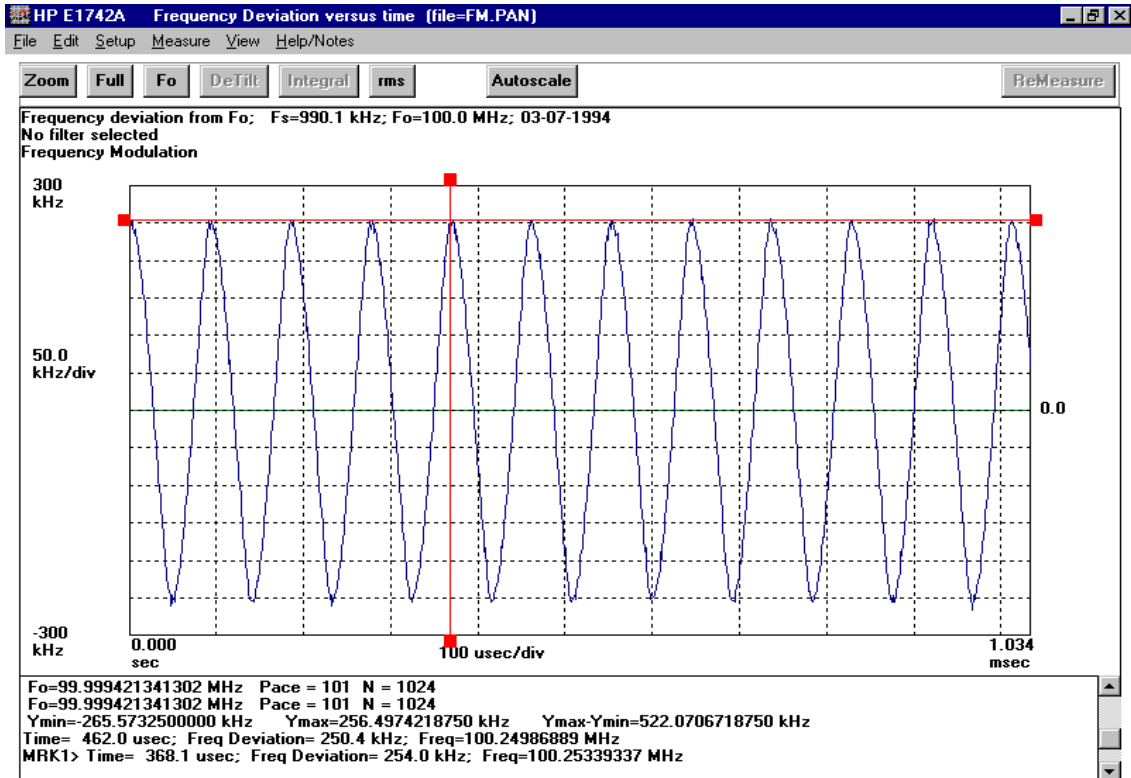 HP E1742A Frequency Deviation versus time (file=FM.PAN)
File Edit Setup Measure View Help/Notes
Zoom Full Fo DeTilt Integral rms Autoscale ReMeasure
Frequency deviation from Fo; Fs=990.1 kHz; Fo=100.0 MHz; 03-07-1994
No filter selected
Frequency Modulation
300
kHz
50.0
kHz/div
0.0
-300
kHz
0.000
sec
100 usec/div
1.034
msec
Fo=99.999421341302 MHz Pace = 101 N = 1024
Fo=99.999421341302 MHz Pace = 101 N = 1024
Ymin=-265.5732500000 kHz Ymax=256.4974218750 kHz Ymax-Ymin=522.0706718750 kHz
Time= 462.0 usec; Freq Deviation= 250.4 kHz; Freq=100.24986889 MHz
MRK1> Time= 368.1 usec; Freq Deviation= 254.0 kHz; Freq=100.25339337 MHz